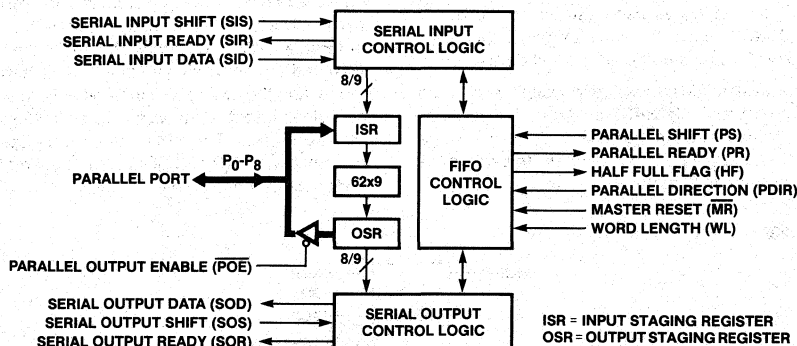 SERIAL INPUT SHIFT (SIS)
SERIAL INPUT READY (SIR)
SERIAL INPUT DATA (SID)
SERIAL INPUT
CONTROL LOGIC
8/9
ISR
P0-P8
PARALLEL PORT
62x9
OSR
FIFO
CONTROL
LOGIC
PARALLEL SHIFT (PS)
PARALLEL READY (PR)
HALF FULL FLAG (HF)
PARALLEL DIRECTION (PDIR)
MASTER RESET (M̅R̅)
WORD LENGTH (WL)
PARALLEL OUTPUT ENABLE (P̅O̅E̅)
8/9
SERIAL OUTPUT DATA (SOD)
SERIAL OUTPUT SHIFT (SOS)
SERIAL OUTPUT READY (SOR)
SERIAL OUTPUT
CONTROL LOGIC
ISR = INPUT STAGING REGISTER
OSR = OUTPUT STAGING REGISTER